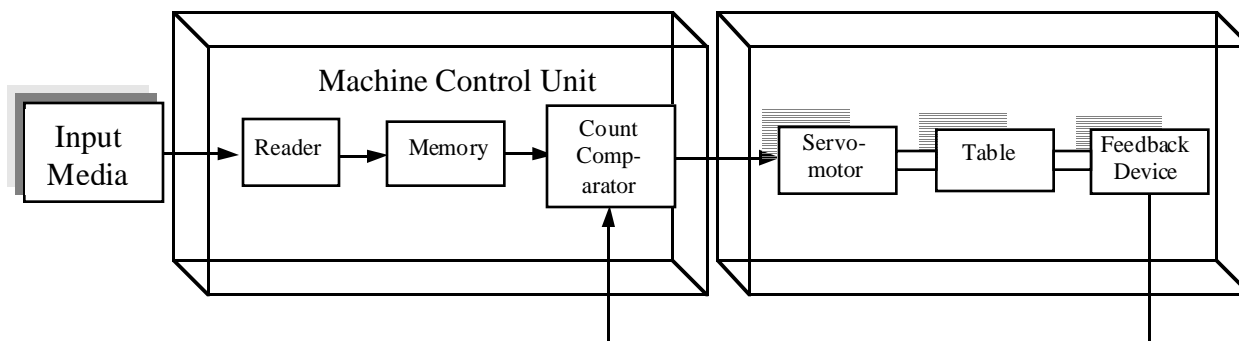 Machine Control Unit
Input
Media
Reader
Memory
Count
Comp-
arator
Servo-
motor
Table
Feedback
Device